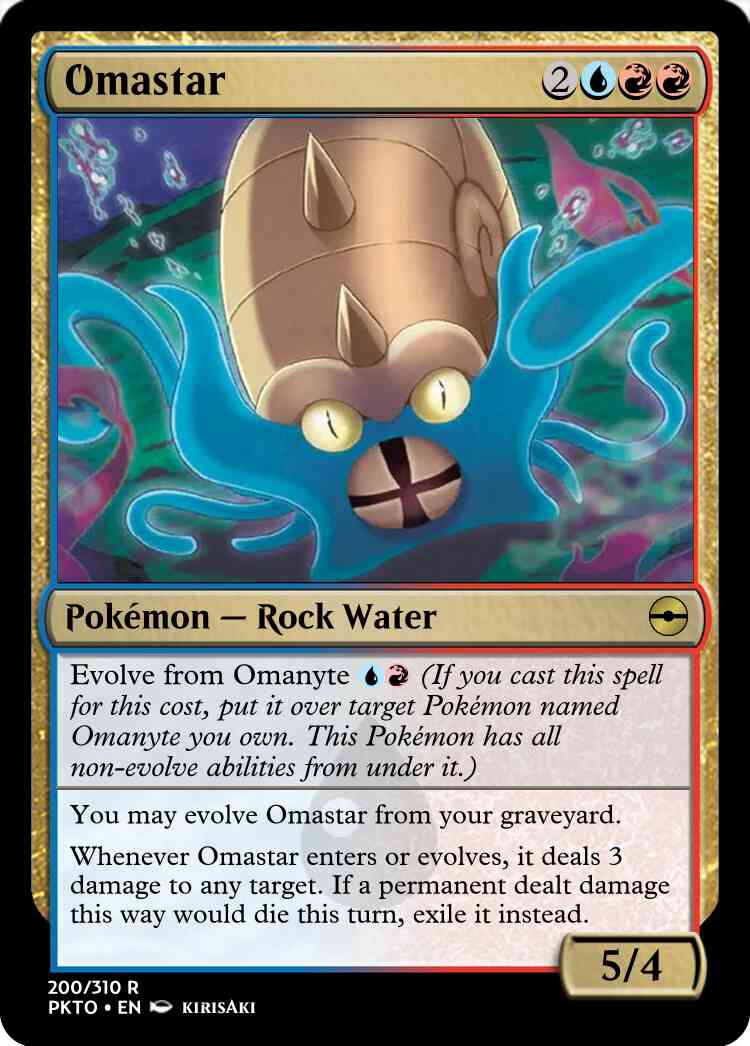 Omastar 2
Pokémon — Rock Water
Evolve from Omanyte (If you cast this spell
for this cost, put it over target Pokémon named
Omanyte you own. This Pokémon has all
non-evolve abilities from under it.)
You may evolve Omastar from your graveyard.
Whenever Omastar enters or evolves, it deals 3
damage to any target. If a permanent dealt damage
this way would die this turn, exile it instead.
5/4
200/310 R
PKTO • EN KIRISAKI